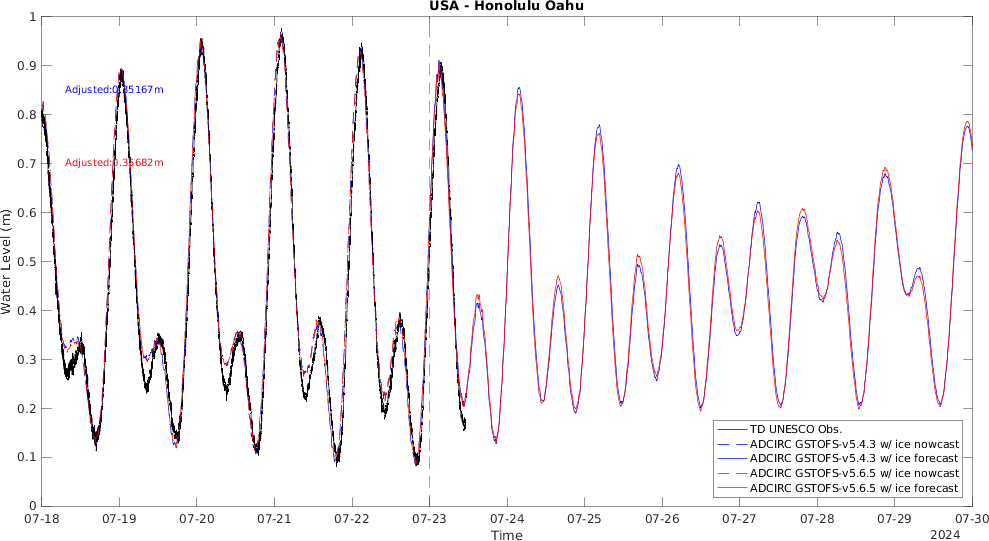 USA - Honolulu Oahu
1
0.9
0.8
0.7
0.6
0.5
0.4
0.3
0.2
0.1
0
Water Level (m)
Adjusted:0.35167m
Adjusted:0.35682m
TD UNESCO Obs.
ADCIRC GSTOFS-v5.4.3 w/ ice nowcast
ADCIRC GSTOFS-v5.4.3 w/ ice forecast
ADCIRC GSTOFS-v5.6.5 w/ ice nowcast
ADCIRC GSTOFS-v5.6.5 w/ ice forecast
07-18 07-19 07-20 07-21 07-22 07-23 07-24 07-25 07-26 07-27 07-28 07-29 07-30
Time
2024